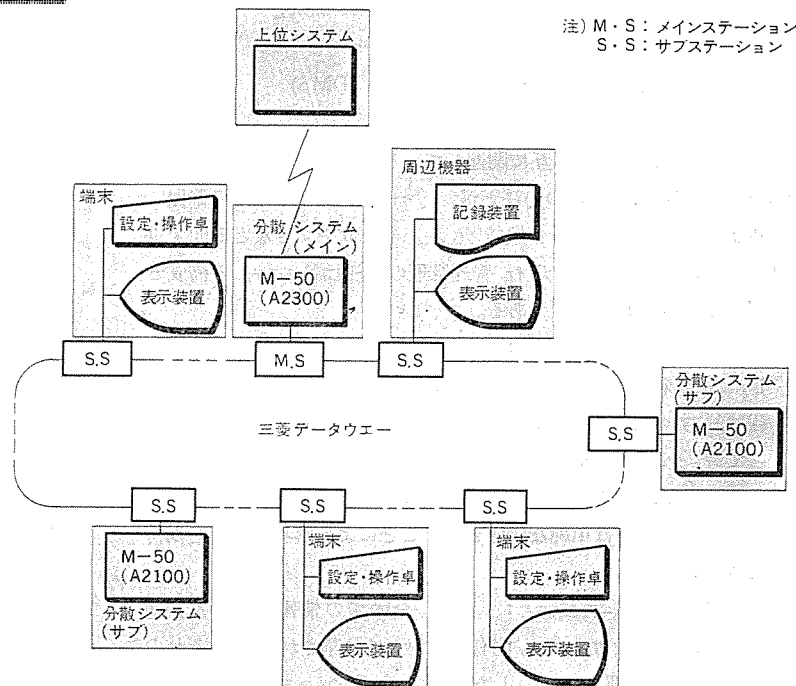 注) M・S : メインステーション
S・S : サブステーション
上位システム
端末
設定・操作卓
表示装置
分散システム
(メイン)
M-50
(A2300)
周辺機器
記録装置
表示装置
S.S
M.S
S.S
三菱データウエー
S.S
分散システム
(サブ)
M-50
(A2100)
S.S
S.S
S.S
M-50
(A2100)
分散システム
(サブ)
端末
設定・操作卓
表示装置
端末
設定・操作卓
表示装置